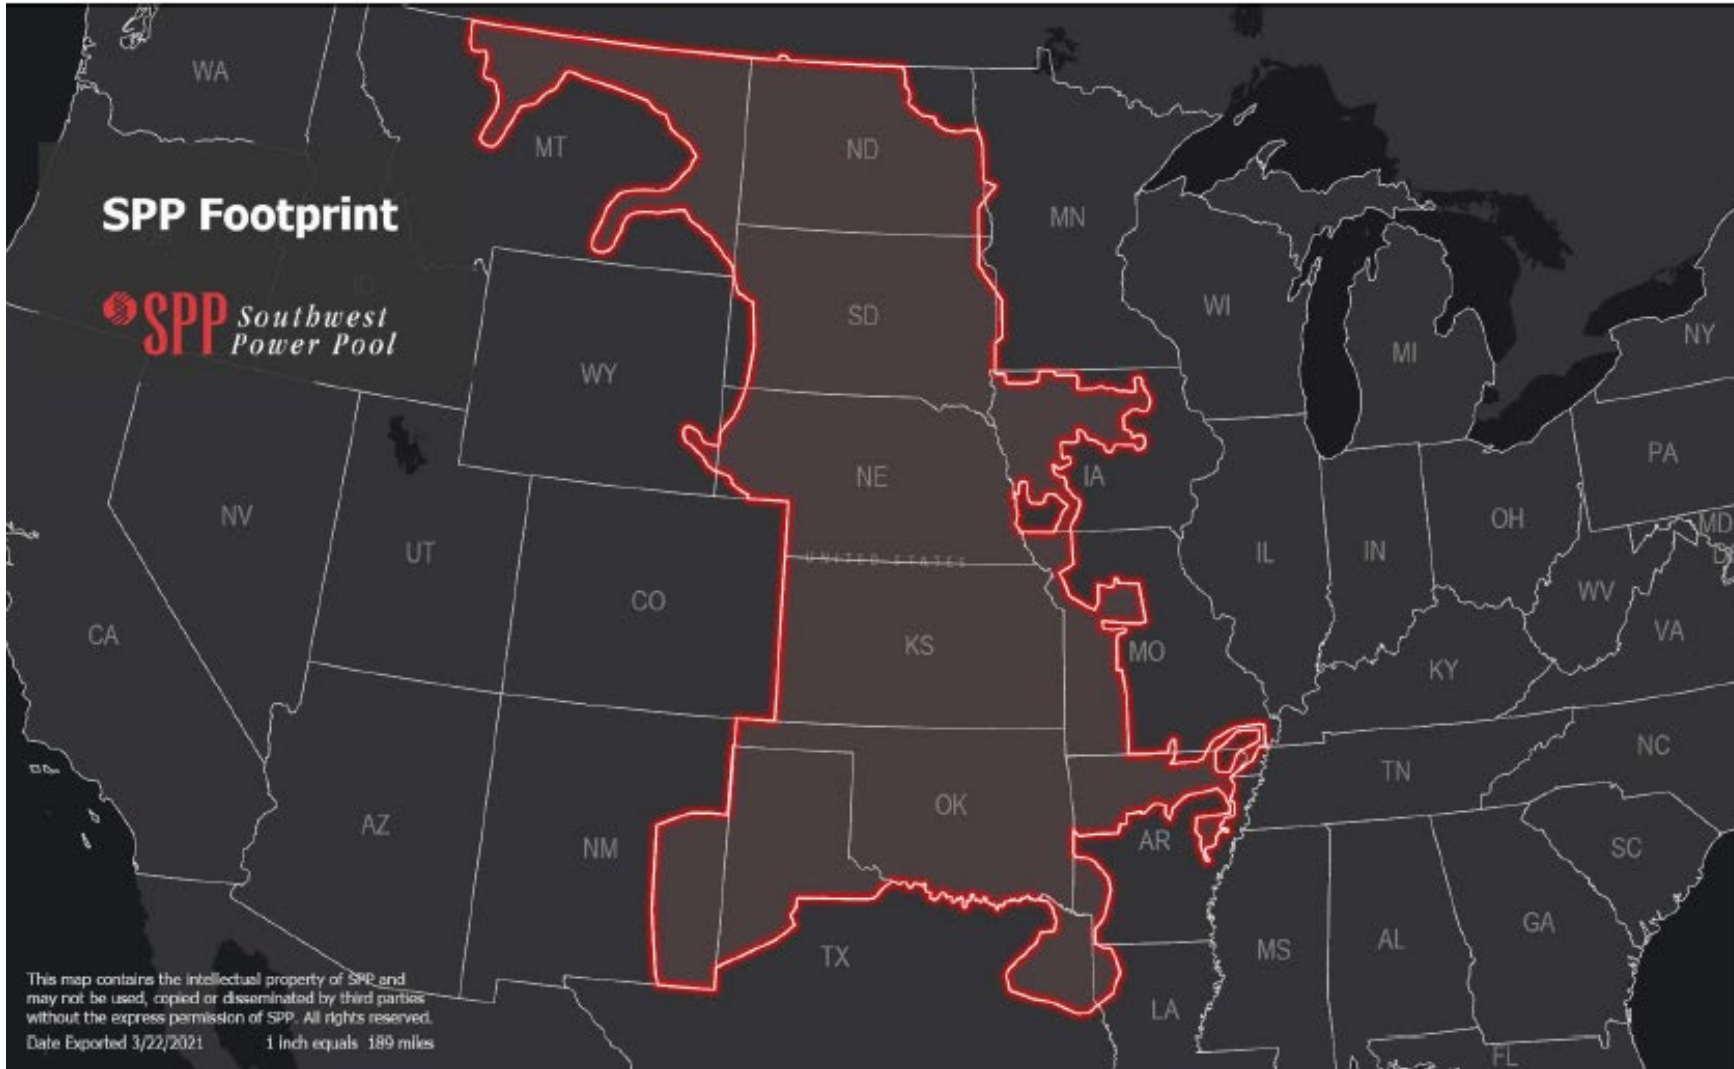 WA
MT
ND
MN
SPP Footprint
SPP Southwest
Power Pool
SD
WI
MI
NY
WY
NE
IA
PA
NV
UT
UNITED STATES
IL
IN
OH
MD
WV
CA
CO
KS
MO
KY
VA
AZ
NM
OK
AR
TN
NC
SC
TX
MS
AL
GA
LA
FL
This map contains the intellectual property of SPP and
may not be used, copied or disseminated by third parties
without the express permission of SPP. All rights reserved.
Date Exported 3/22/2021 1 inch equals 189 miles